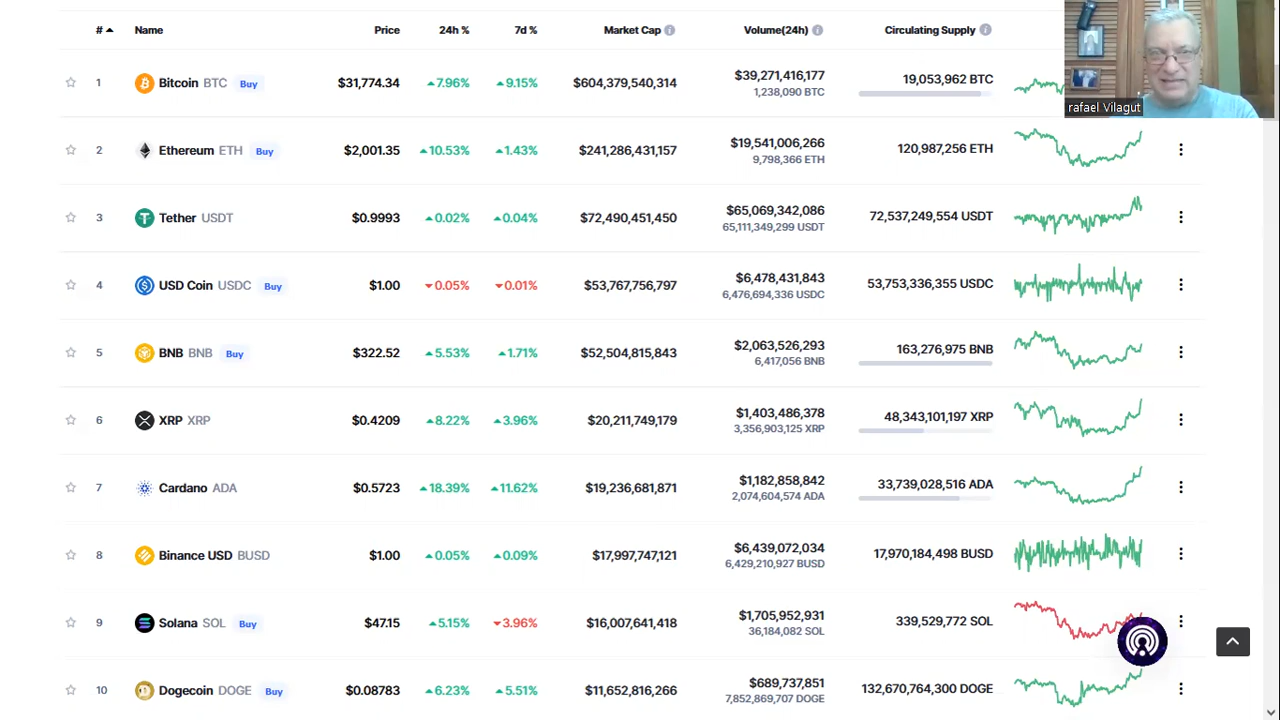 # Name Price 24h % 7d % Market Cap Volume(24h) Circulating Supply
1 Bitcoin BTC Buy $31,774.34 7.96% 9.15% $604,379,540,314 $39,271,416,177 19,053,962 BTC
1,238,090 BTC
rafael Vilagut
2 Ethereum ETH Buy $2,001.35 10.53% 1.43% $241,286,431,157 $19,541,006,266 120,987,256 ETH
9,798,366 ETH
3 Tether USDT $0.9993 0.02% 0.04% $72,490,451,450 $65,069,342,086 72,537,249,554 USDT
65,111,349,299 USDT
4 USD Coin USDC Buy $1.00 0.05% 0.01% $53,767,756,797 $6,478,431,843 53,753,336,355 USDC
6,476,694,336 USDC
5 BNB BNB Buy $322.52 5.53% 1.71% $52,504,815,843 $2,063,526,293 163,276,975 BNB
6,417,056 BNB
6 XRP XRP $0.4209 8.22% 3.96% $20,211,749,179 $1,403,486,378 48,343,101,197 XRP
3,356,903,125 XRP
7 Cardano ADA $0.5723 18.39% 11.62% $19,236,681,871 $1,182,858,842 33,739,028,516 ADA
2,074,604,574 ADA
8 Binance USD BUSD $1.00 0.05% 0.09% $17,997,747,121 $6,439,072,034 17,970,184,498 BUSD
6,429,210,927 BUSD
9 Solana SOL Buy $47.15 5.15% 3.96% $16,007,641,418 $1,705,952,931 339,529,772 SOL
36,184,082 SOL
10 Dogecoin DOGE Buy $0.08783 6.23% 5.51% $11,652,816,266 $689,737,851 132,670,764,300 DOGE
7,852,869,707 DOGE